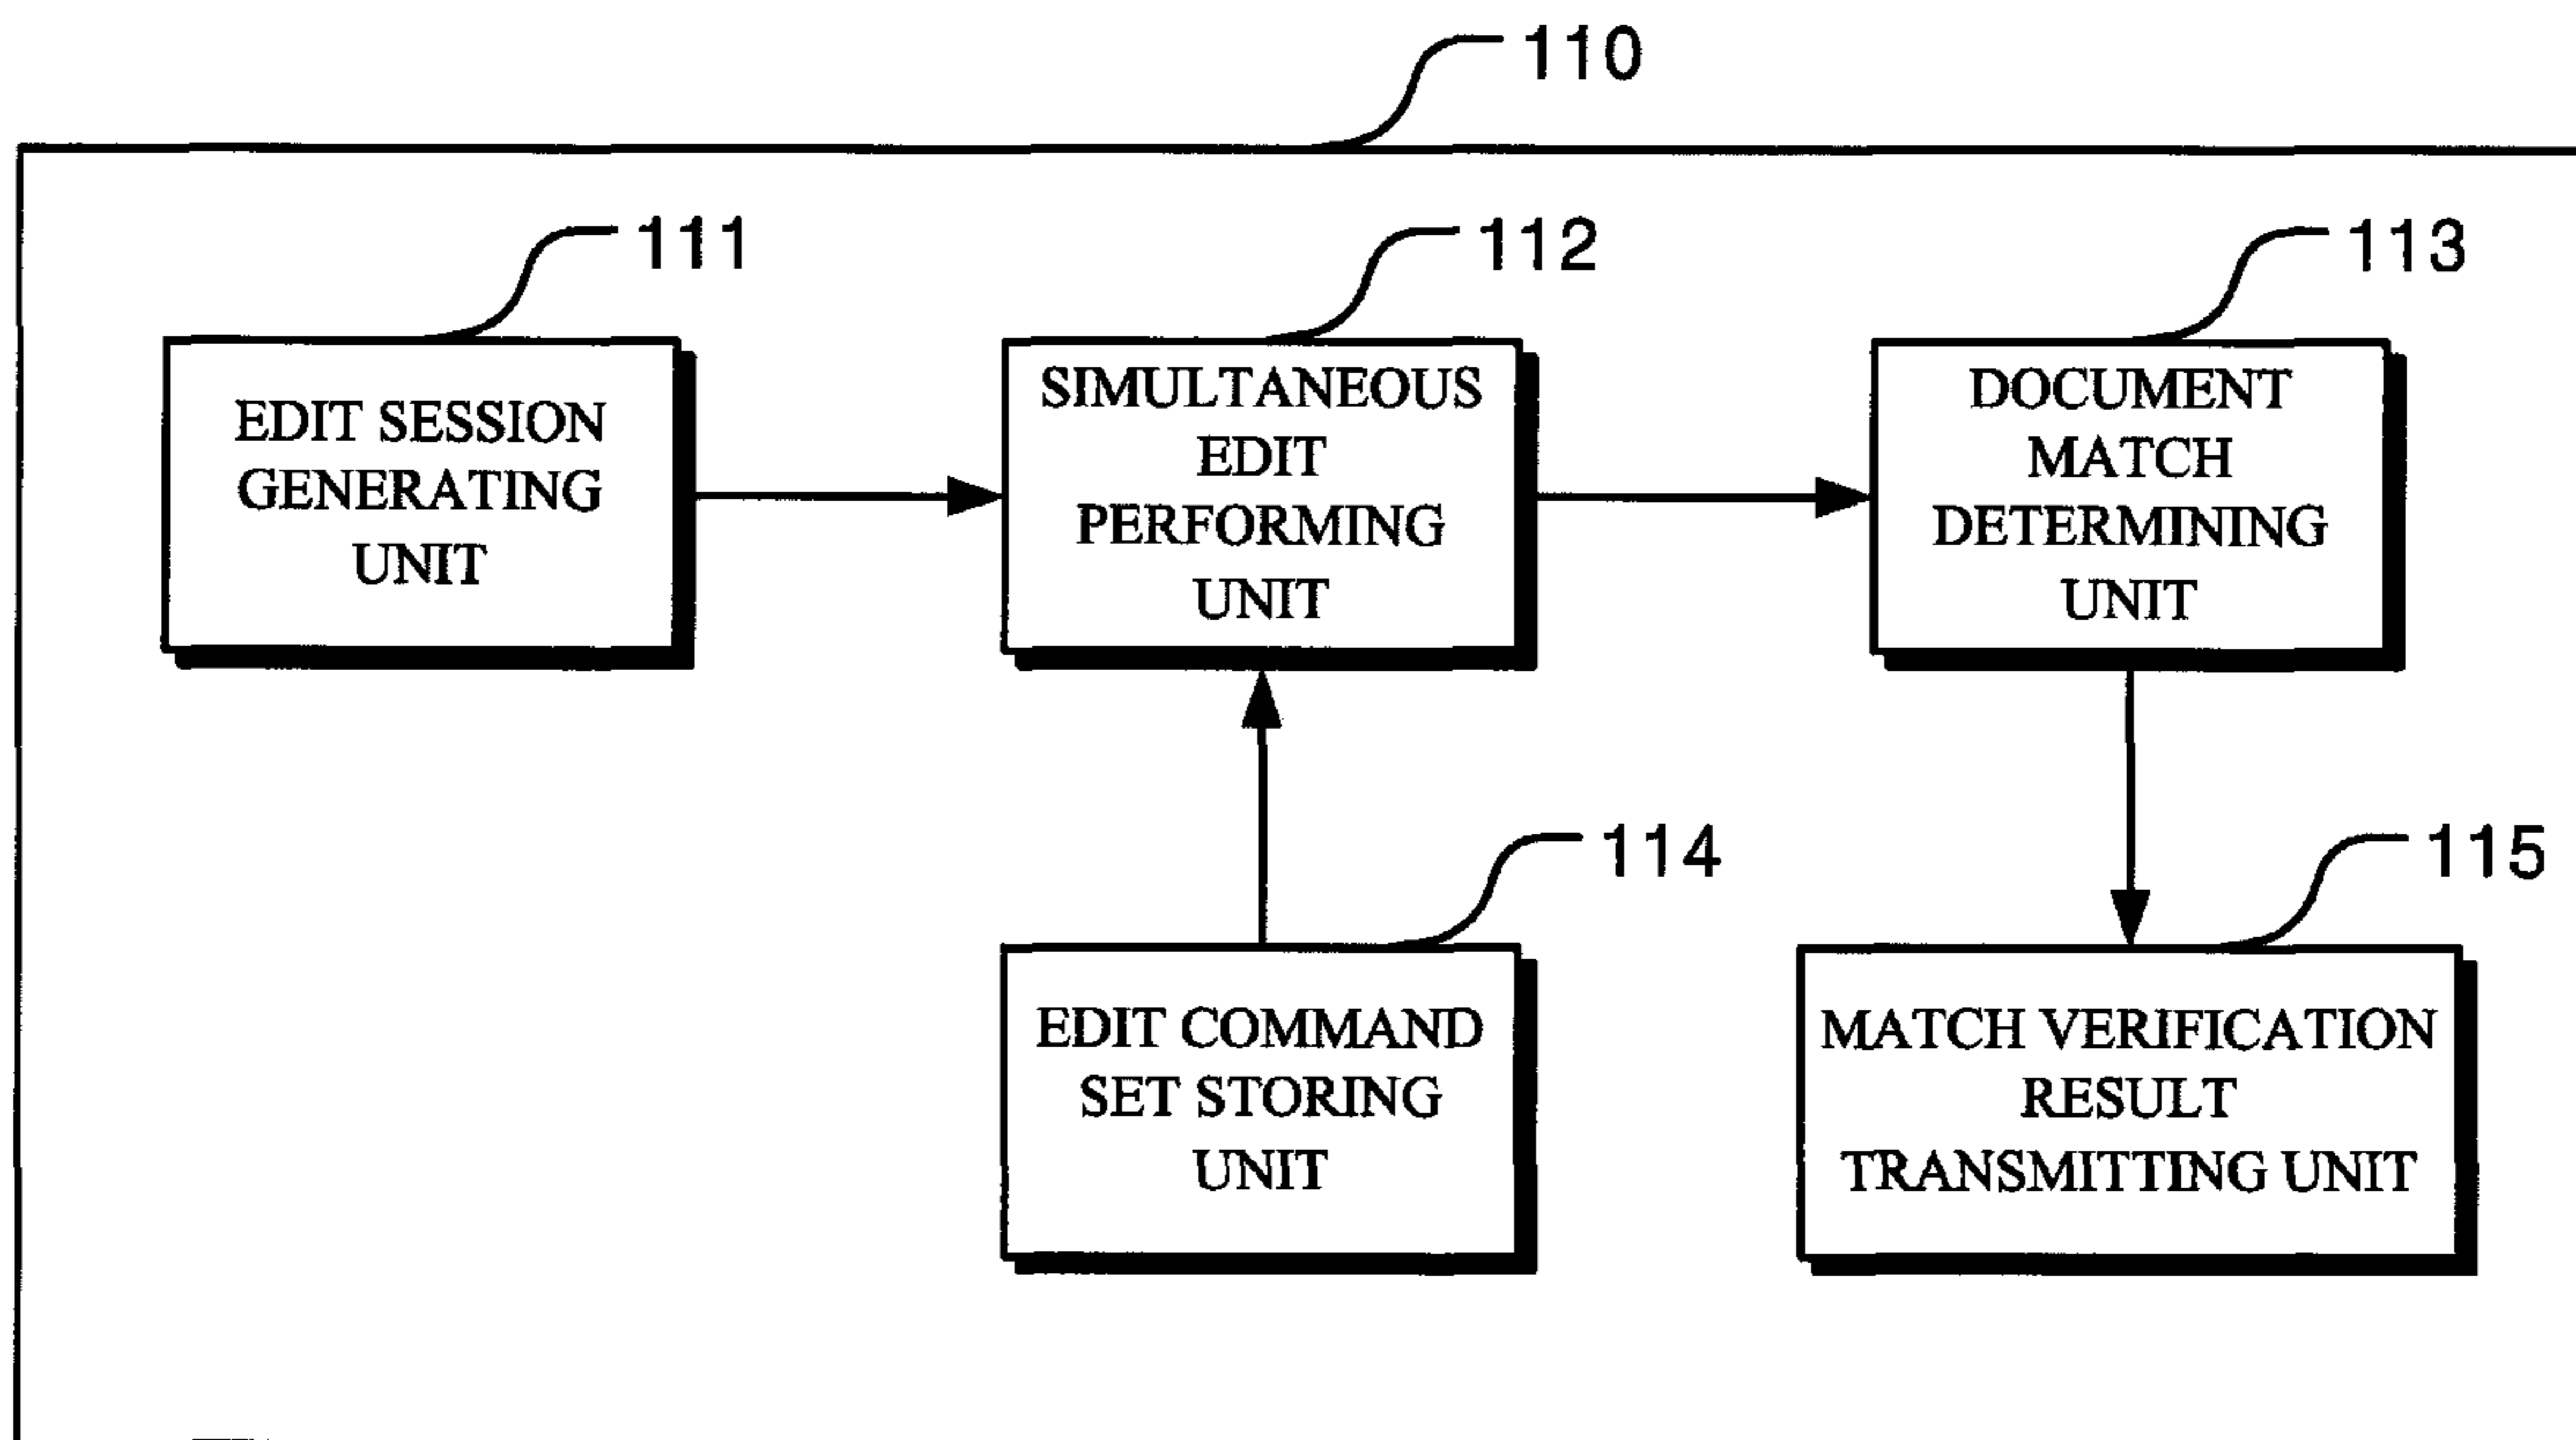 110
111
112
113
EDIT SESSION
GENERATING
UNIT
SIMULTANEOUS
EDIT
PERFORMING
UNIT
DOCUMENT
MATCH
DETERMINING
UNIT
114
115
EDIT COMMAND
SET STORING
UNIT
MATCH VERIFICATION
RESULT
TRANSMITTING UNIT